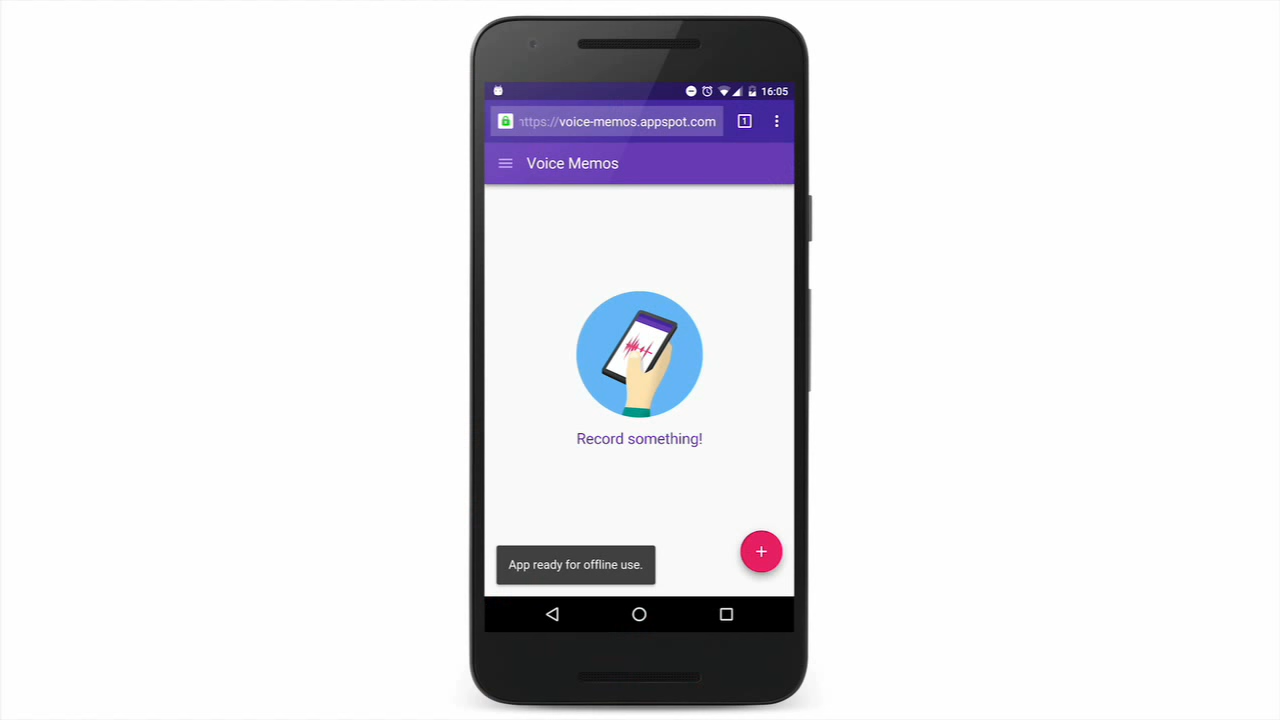 16:05
https://voice-memos.appspot.com
1
Voice Memos
Record something!
+
App ready for offline use.